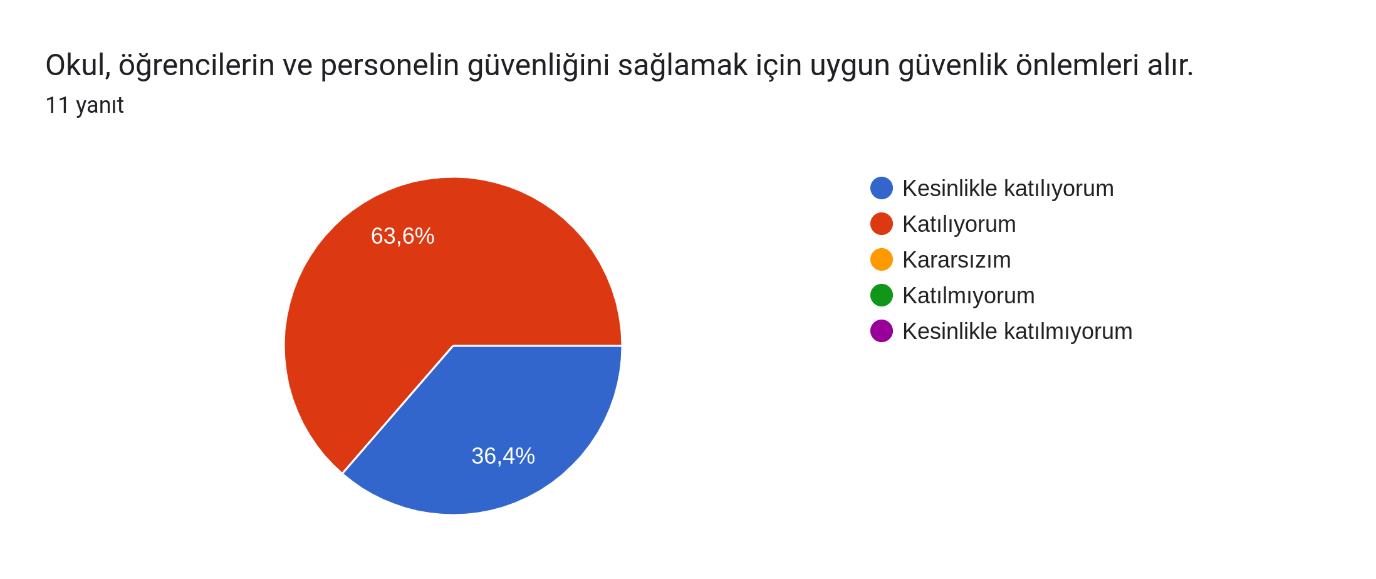 Okul, öğrencilerin ve personelin güvenliğini sağlamak için uygun güvenlik önlemleri alır.
11 yanıt
63,6%
36,4%
Kesinlikle katılıyorum
Katılıyorum
Kararsızım
Katılmıyorum
Kesinlikle katılmıyorum